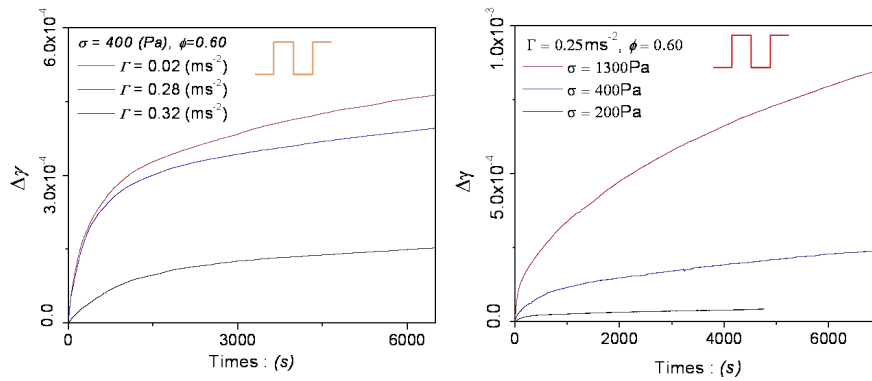 σ = 400 (Pa), ϕ=0.60
Γ = 0.02 (ms⁻²)
Γ = 0.28 (ms⁻²)
Γ = 0.32 (ms⁻²)
6.0x10⁻⁴
3.0x10⁻⁴
0.0
Δγ
0
3000
6000
Times : (s)
Γ = 0.25ms⁻², ϕ = 0.60
σ = 1300Pa
σ = 400Pa
σ = 200Pa
1.0x10⁻³
5.0x10⁻⁴
0.0
Δγ
0
2000
4000
6000
Times : (s)